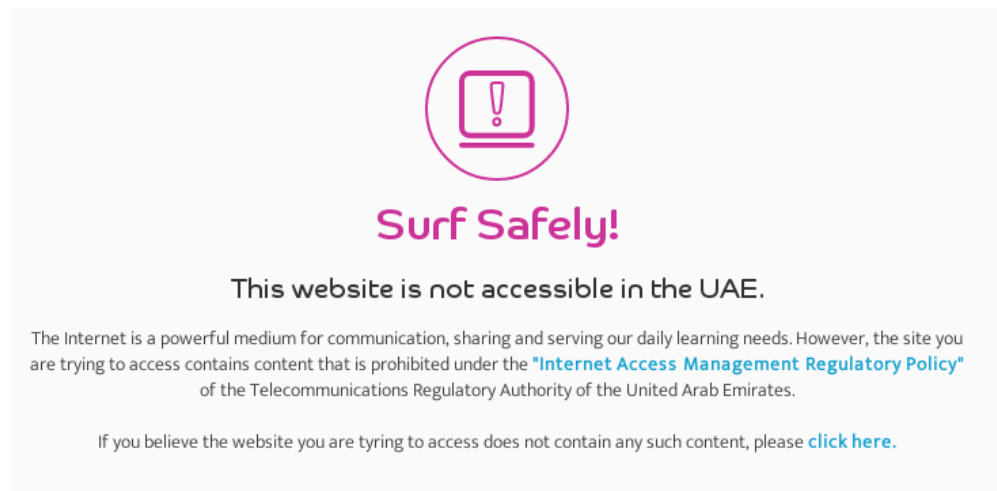 Surf Safely!
This website is not accessible in the UAE.
The Internet is a powerful medium for communication, sharing and serving our daily learning needs. However, the site you
are trying to access contains content that is prohibited under the "Internet Access Management Regulatory Policy"
of the Telecommunications Regulatory Authority of the United Arab Emirates.
If you believe the website you are tyring to access does not contain any such content, please click here.